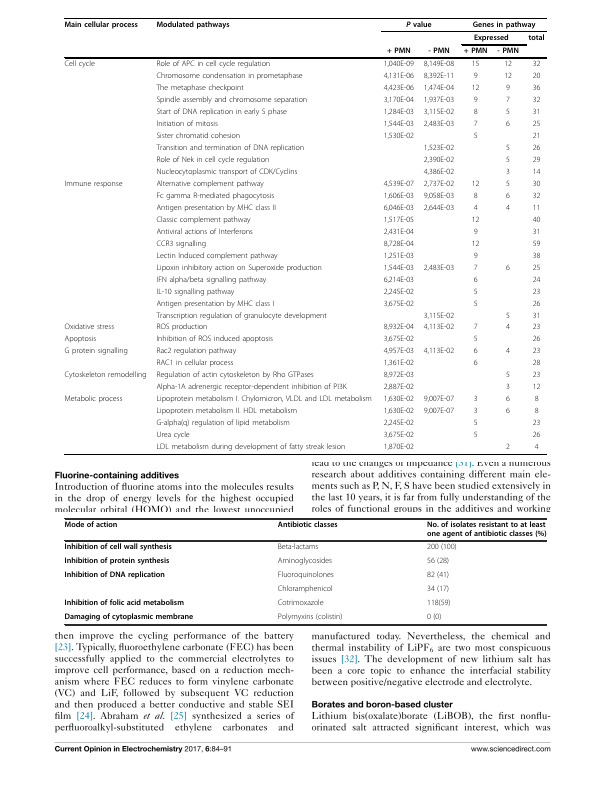 Main cellular process Modulated pathways P value Genes in pathway
Expressed total
+ PMN - PMN + PMN - PMN
Cell cycle Role of APC in cell cycle regulation 1,040E-09 8,149E-08 15 12 32
Chromosome condensation in prometaphase 4,131E-06 8,392E-11 9 12 20
The metaphase checkpoint 4,423E-06 1,474E-04 12 9 36
Spindle assembly and chromosome separation 3,170E-04 1,937E-03 9 7 32
Start of DNA replication in early S phase 1,284E-03 3,115E-02 8 5 31
Initiation of mitosis 1,544E-03 2,483E-03 7 6 25
Sister chromatid cohesion 1,530E-02 5 21
Transition and termination of DNA replication 1,523E-02 5 26
Role of Nek in cell cycle regulation 2,390E-02 5 29
Nucleocytoplasmic transport of CDK/Cyclins 4,386E-02 3 14
Immune response Alternative complement pathway 4,539E-07 2,737E-02 12 5 30
Fc gamma R-mediated phagocytosis 1,606E-03 9,058E-03 8 6 32
Antigen presentation by MHC class II 6,046E-03 2,644E-03 4 4 11
Classic complement pathway 1,517E-05 12 40
Antiviral actions of Interferons 2,431E-04 9 31
CCR3 signalling 8,728E-04 12 59
Lectin Induced complement pathway 1,251E-03 9 38
Lipoxin inhibitory action on Superoxide production 1,544E-03 2,483E-03 7 6 25
IFN alpha/beta signalling pathway 6,214E-03 6 24
IL-10 signalling pathway 2,245E-02 5 23
Antigen presentation by MHC class I 3,675E-02 5 26
Transcription regulation of granulocyte development 3,115E-02 5 31
Oxidative stress ROS production 8,932E-04 4,113E-02 7 4 23
Apoptosis Inhibition of ROS induced apoptosis 3,675E-02 5 26
G protein signalling Rac2 regulation pathway 4,957E-03 4,113E-02 6 4 23
RAC1 in cellular process 1,361E-02 6 28
Cytoskeleton remodelling Regulation of actin cytoskeleton by Rho GTPases 8,972E-03 5 23
Alpha-1A adrenergic receptor-dependent inhibition of PI3K 2,887E-02 3 12
Metabolic process Lipoprotein metabolism I. Chylomicron, VLDL and LDL metabolism 1,630E-02 9,007E-07 3 6 8
Lipoprotein metabolism II. HDL metabolism 1,630E-02 9,007E-07 3 6 8
G-alpha(q) regulation of lipid metabolism 2,245E-02 5 23
Urea cycle 3,675E-02 5 26
LDL metabolism during development of fatty streak lesion 1,870E-02 2 4
Fluorine-containing additives
Introduction of fluorine atoms into the molecules results
in the drop of energy levels for the highest occupied
molecular orbital (HOMO) and the lowest unoccupied
lead to the changes of impedance [31]. Even a numerous
research about additives containing different main ele-
ments such as P, N, F, S have been studied extensively in
the last 10 years, it is far from fully understanding of the
roles of functional groups in the additives and working
Mode of action Antibiotic classes No. of isolates resistant to at least
one agent of antibiotic classes (%)
Inhibition of cell wall synthesis Beta-lactams 200 (100)
Inhibition of protein synthesis Aminoglycosides 56 (28)
Inhibition of DNA replication Fluoroquinolones 82 (41)
Chloramphenicol 34 (17)
Inhibition of folic acid metabolism Cotrimoxazole 118(59)
Damaging of cytoplasmic membrane Polymyxins (colistin) 0 (0)
then improve the cycling performance of the battery
[23]. Typically, fluoroethylene carbonate (FEC) has been
successfully applied to the commercial electrolytes to
improve cell performance, based on a reduction mech-
anism where FEC reduces to form vinylene carbonate
(VC) and LiF, followed by subsequent VC reduction
and then produced a better conductive and stable SEI
film [24]. Abraham et al. [25] synthesized a series of
perfluoroalkyl-substituted ethylene carbonates and
manufactured today. Nevertheless, the chemical and
thermal instability of LiPF6 are two most conspicuous
issues [32]. The development of new lithium salt has
been a core topic to enhance the interfacial stability
between positive/negative electrode and electrolyte.
Borates and boron-based cluster
Lithium bis(oxalate)borate (LiBOB), the first nonflu-
orinated salt attracted significant interest, which was
Current Opinion in Electrochemistry 2017, 6:84–91 www.sciencedirect.com